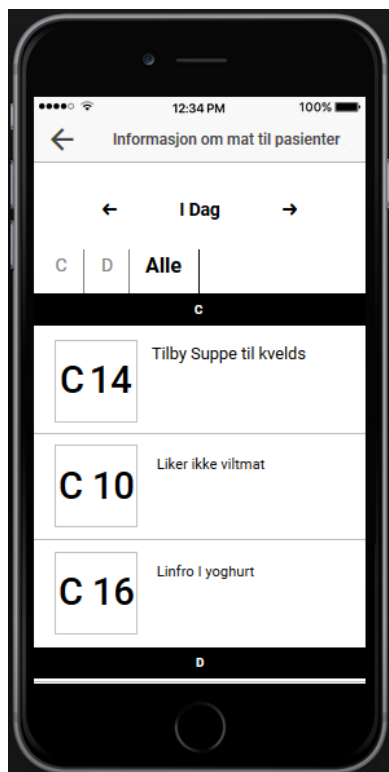 12:34 PM
100%
Informasjon om mat til pasienter
← I Dag →
C D Alle
C
C 14
Tilby Suppe til kvelds
C 10
Liker ikke viltmat
C 16
Linfro I yoghurt
D